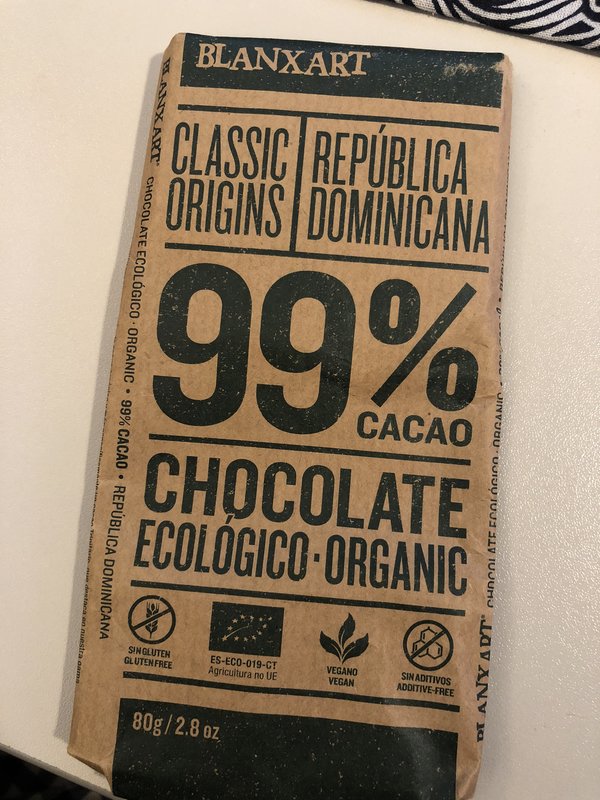 BLANXART
CLASSIC
ORIGINS
REPÚBLICA
DOMINICANA
99%
CACAO
CHOCOLATE
ECOLÓGICO · ORGANIC
SIN GLUTEN
GLUTEN FREE
ES-ECO-019-CT
Agricultura no UE
VEGANO
VEGAN
SIN ADITIVOS
ADDITIVE-FREE
80g / 2.8 oz
BLANXART CHOCOLATE ECOLÓGICO · ORGANIC • 99% CACAO • REPÚBLICA DOMINICANA
BLANXART CHOCOLATE ECOLÓGICO · ORGANIC